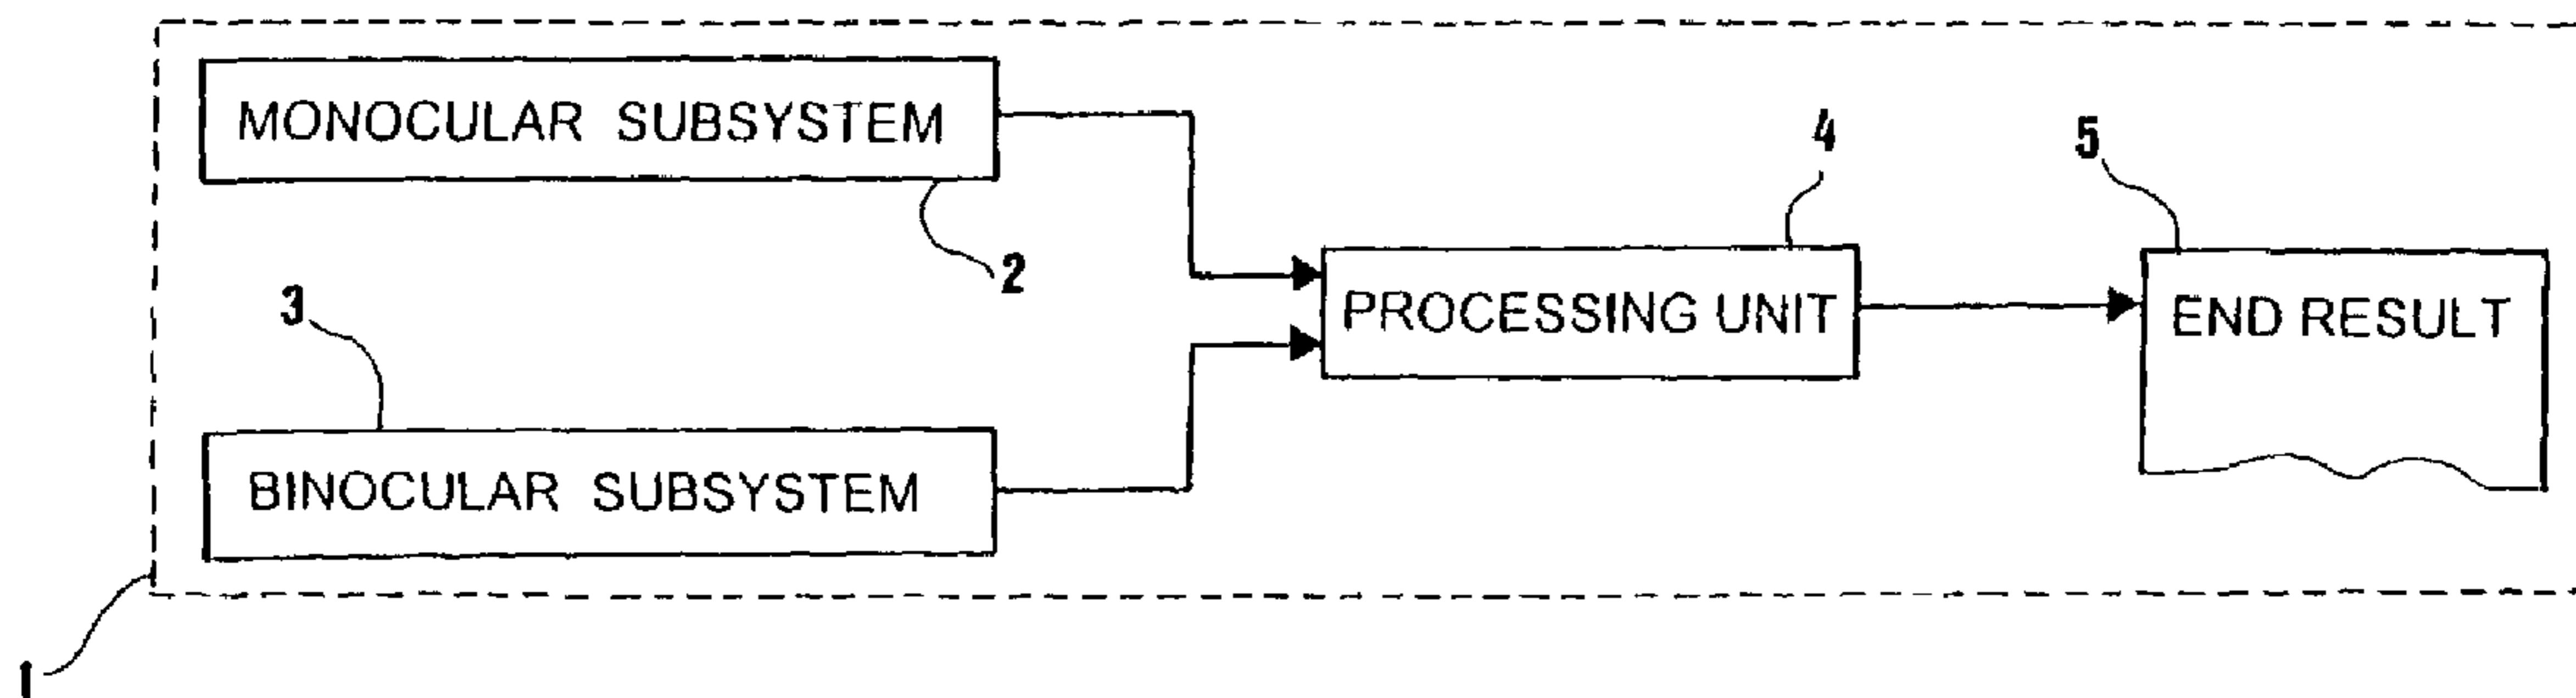 MONOCULAR SUBSYSTEM
2
3
BINOCULAR SUBSYSTEM
4
PROCESSING UNIT
5
END RESULT
1